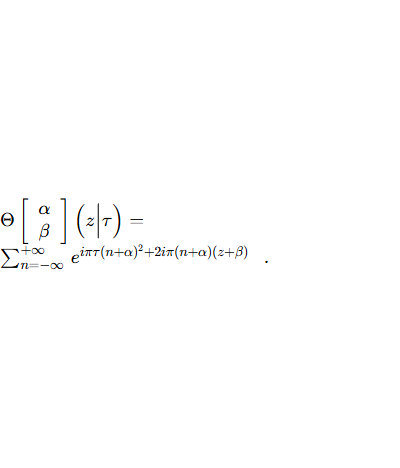 Θ [ α β ] (z|τ) =
∑_{n=-∞}^{+∞} e^{iπτ(n+α)^2+2iπ(n+α)(z+β)} .